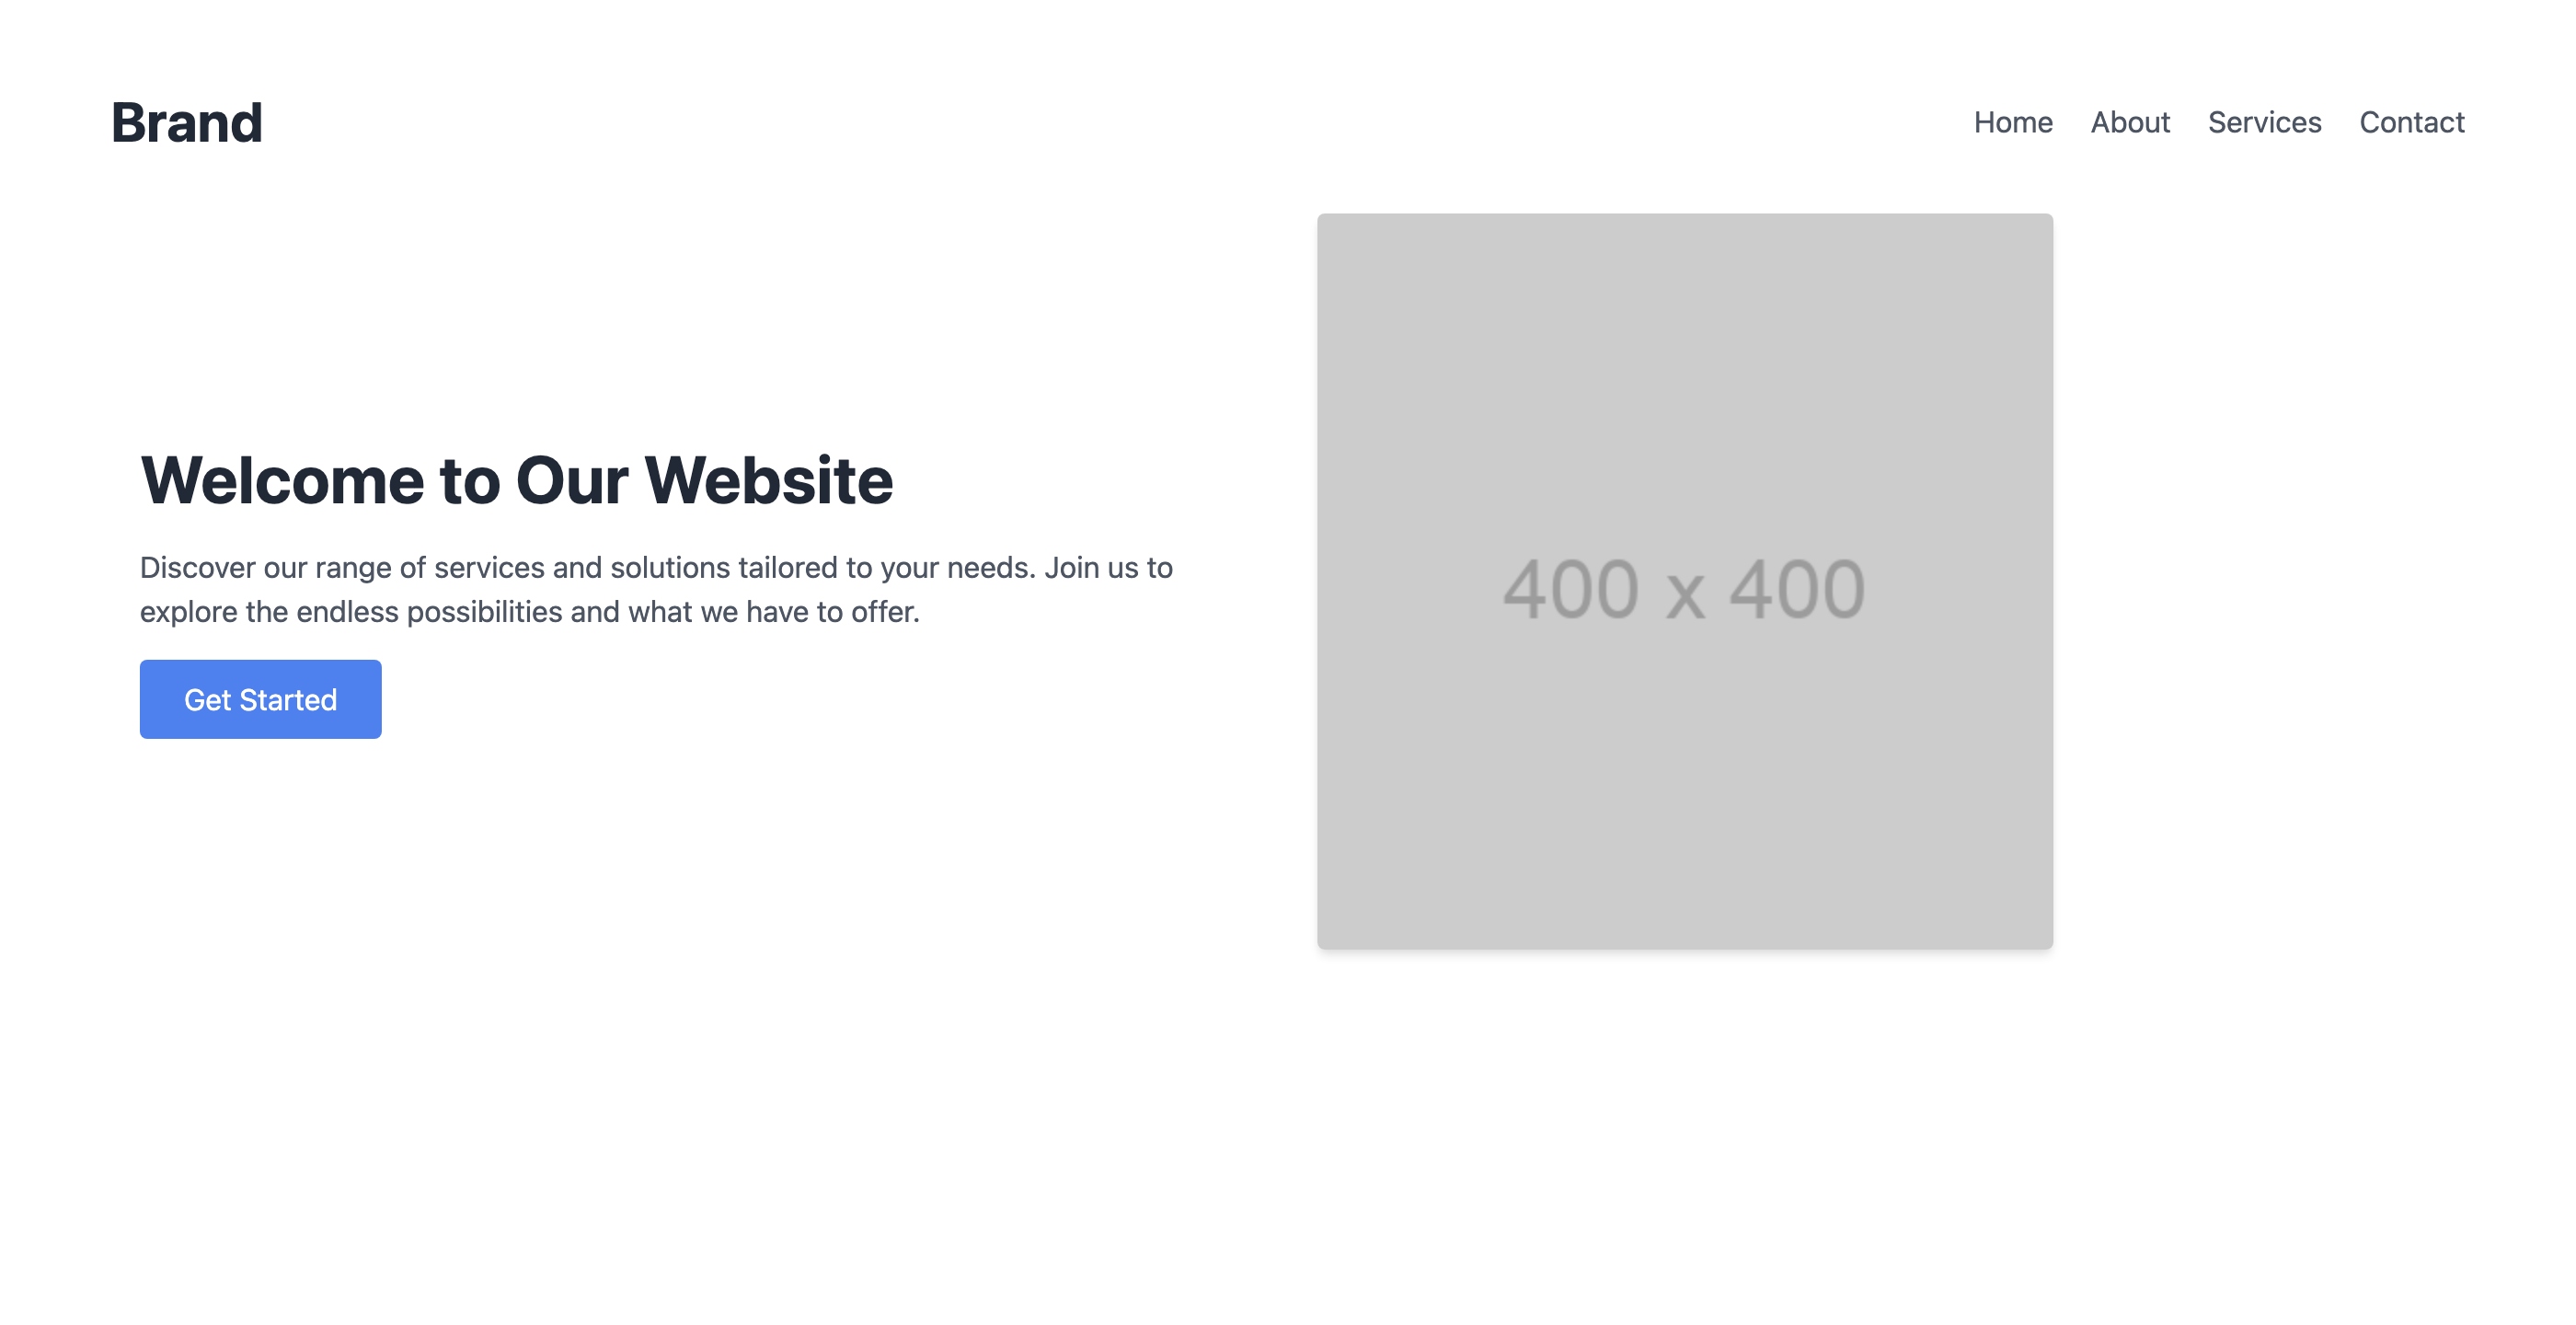 Brand
Home About Services Contact
Welcome to Our Website
Discover our range of services and solutions tailored to your needs. Join us to
explore the endless possibilities and what we have to offer.
Get Started
400 x 400